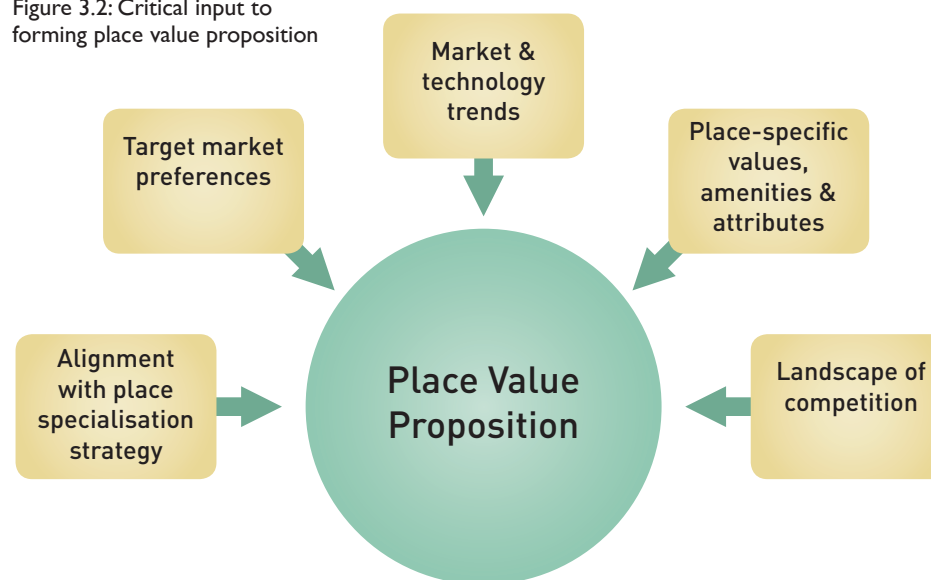 Figure 3.2: Critical input to
forming place value proposition
Market &
technology
trends
Target market
preferences
Place-specific
values,
amenities &
attributes
Alignment
with place
specialisation
strategy
Place Value
Proposition
Landscape of
competition